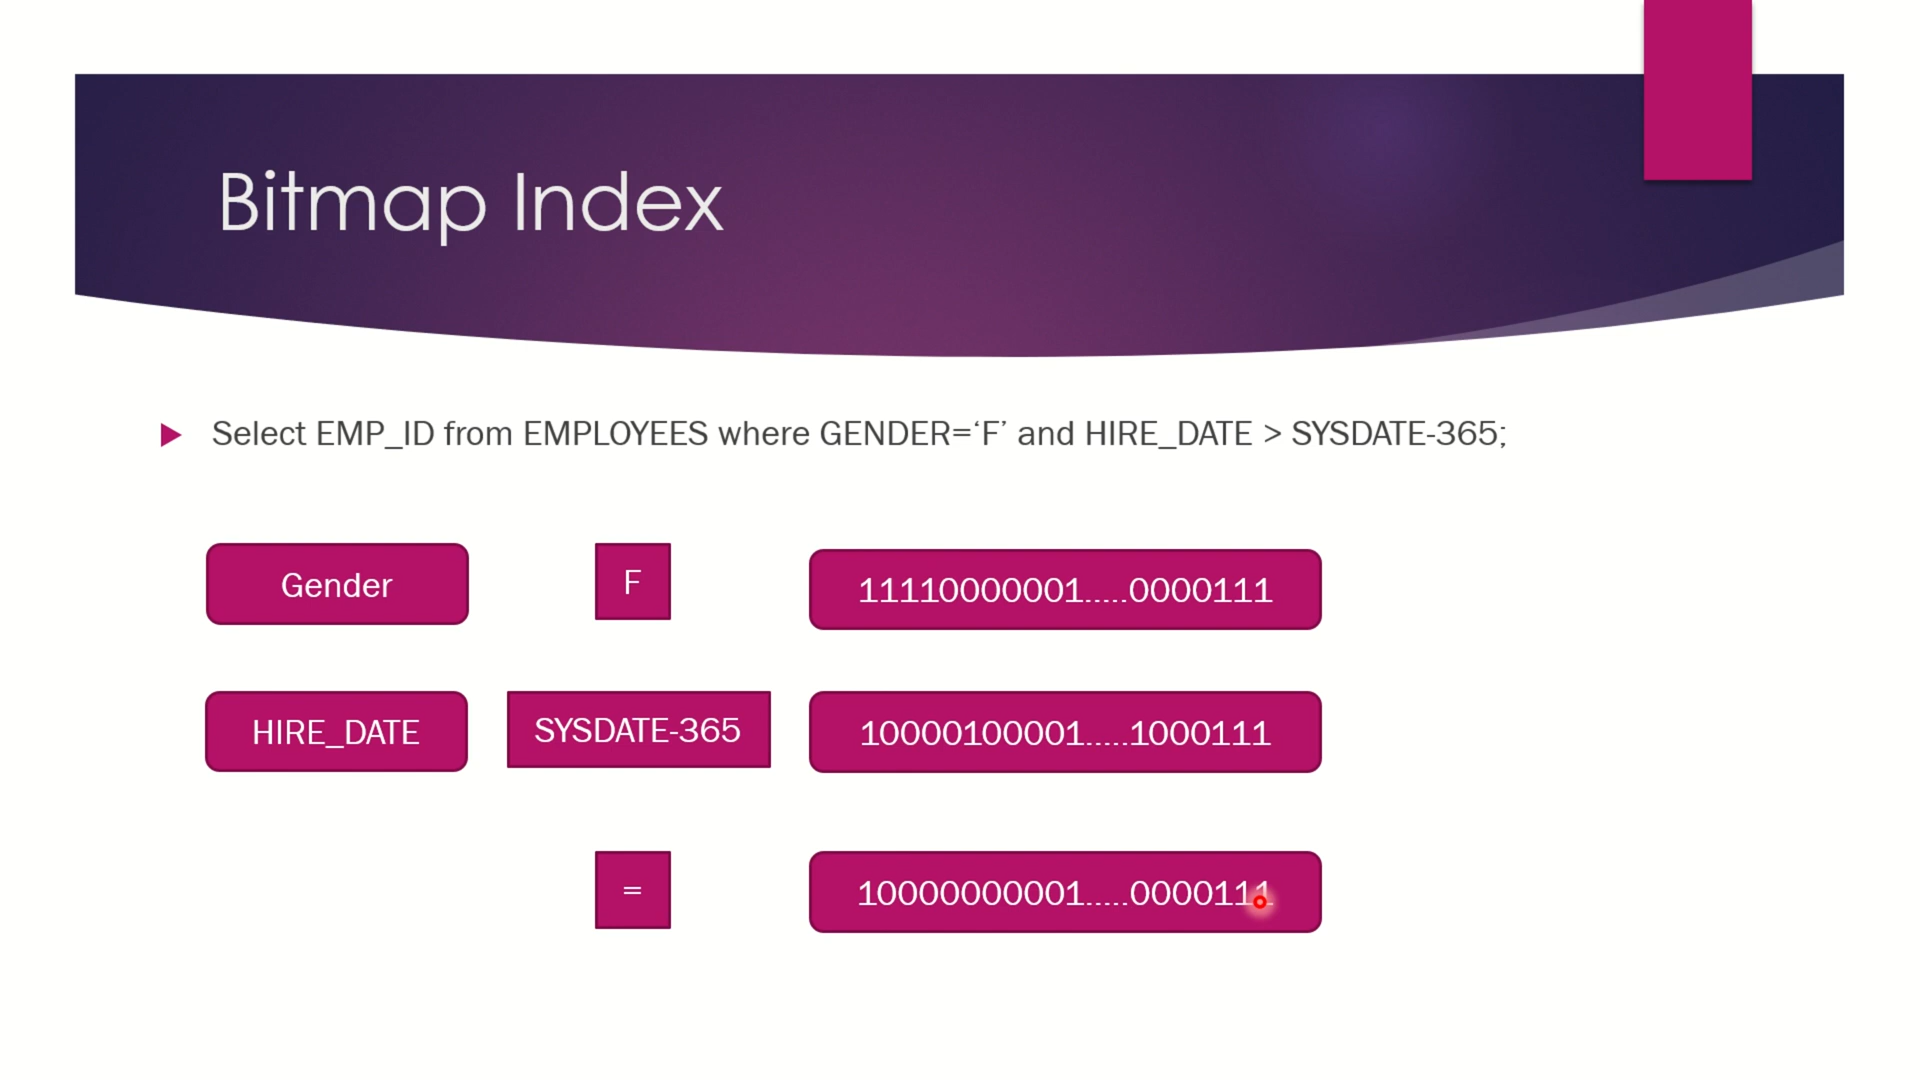 Bitmap Index
Select EMP_ID from EMPLOYEES where GENDER=‘F’ and HIRE_DATE > SYSDATE-365;
Gender
F
11110000001.....0000111
HIRE_DATE
SYSDATE-365
10000100001.....1000111
=
10000000001.....0000111